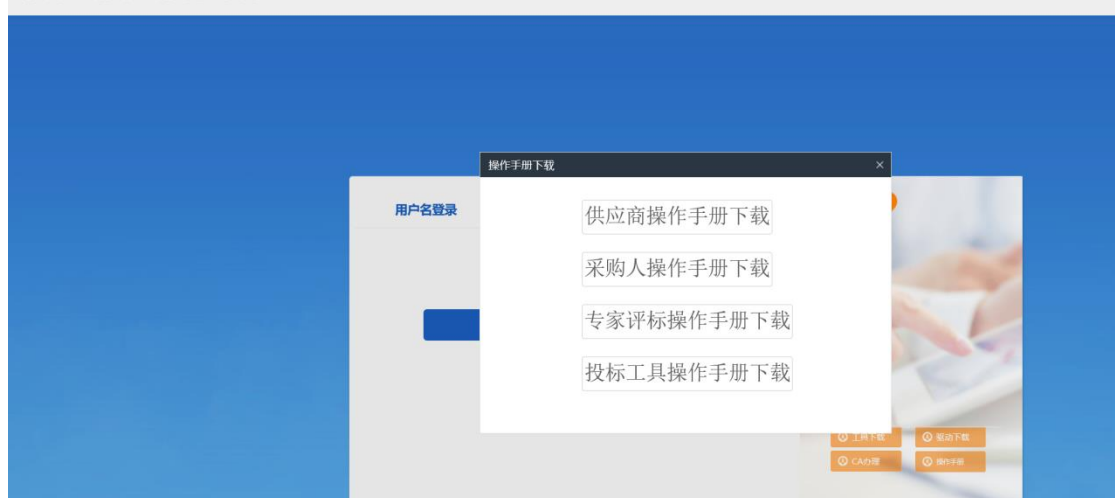 操作手册下载
×
用户名登录
供应商操作手册下载
采购人操作手册下载
专家评标操作手册下载
投标工具操作手册下载
工具下载
驱动下载
CA办理
操作手册